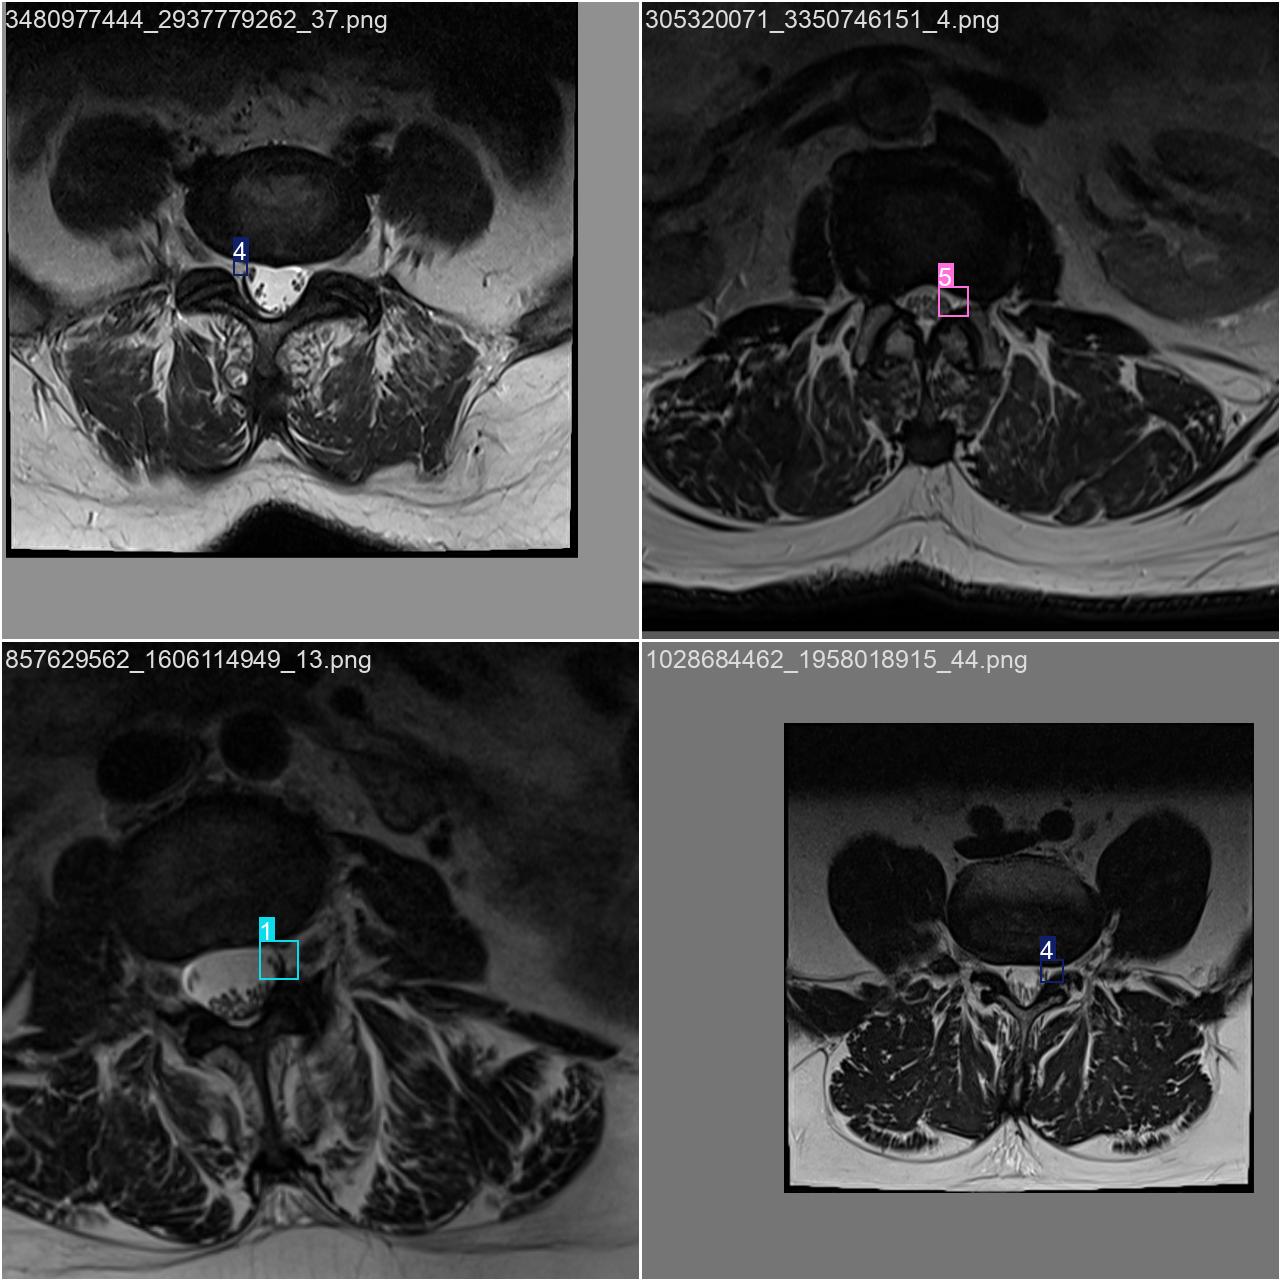 3480977444_2937779262_37.png
305320071_3350746151_4.png
4
5
857629562_1606114949_13.png
1028684462_1958018915_44.png
1
4